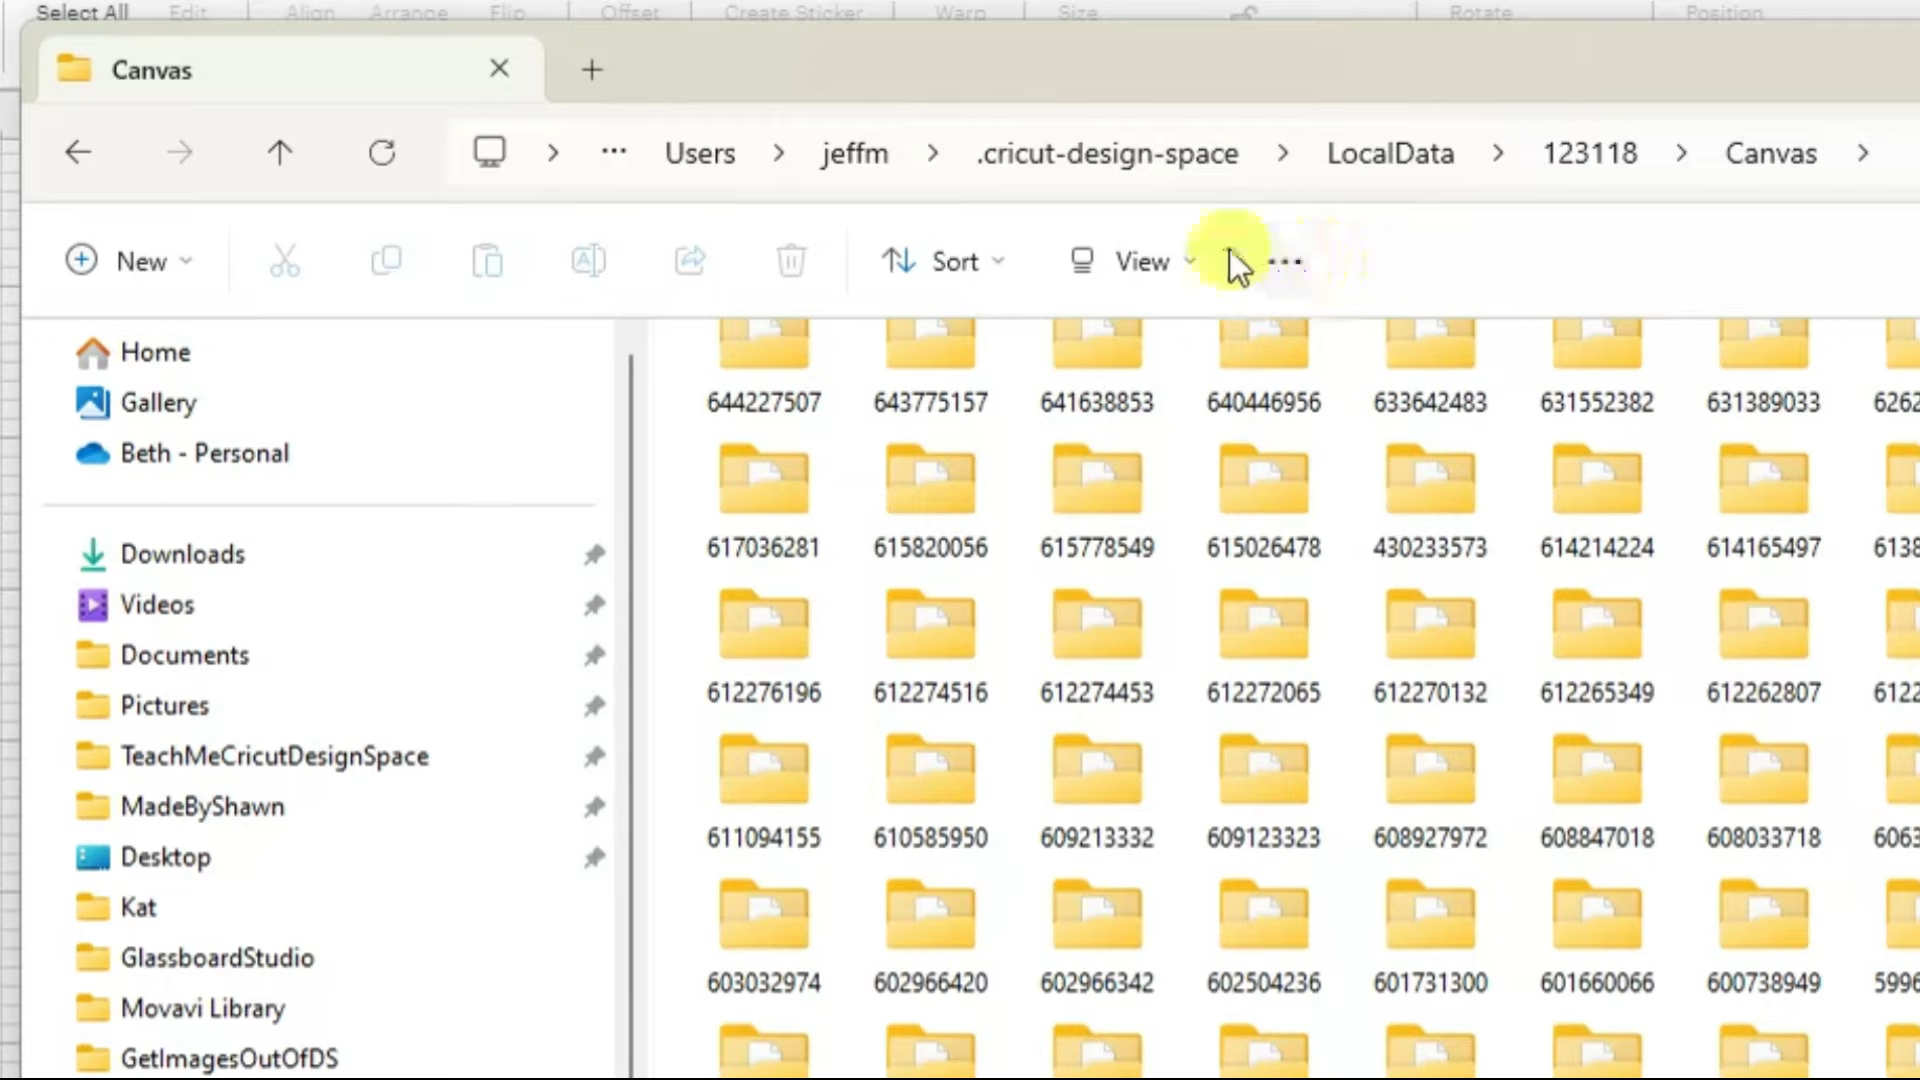 Select All Edit Align Arrange Flip Offset Create Sticker Warp Size Rotate Position
Canvas
Users jeffm .cricut-design-space LocalData 123118 Canvas
New Sort View
Home
Gallery
Beth - Personal
Downloads
Videos
Documents
Pictures
TeachMeCricutDesignSpace
MadeByShawn
Desktop
Kat
GlassboardStudio
Movavi Library
GetImagesOutOfDS
644227507 643775157 641638853 640446956 633642483 631552382 631389033
617036281 615820056 615778549 615026478 430233573 614214224 614165497
612276196 612274516 612274453 612272065 612270132 612265349 612262807
611094155 610585950 609213332 609123323 608927972 608847018 608033718
603032974 602966420 602966342 602504236 601731300 601660066 600738949